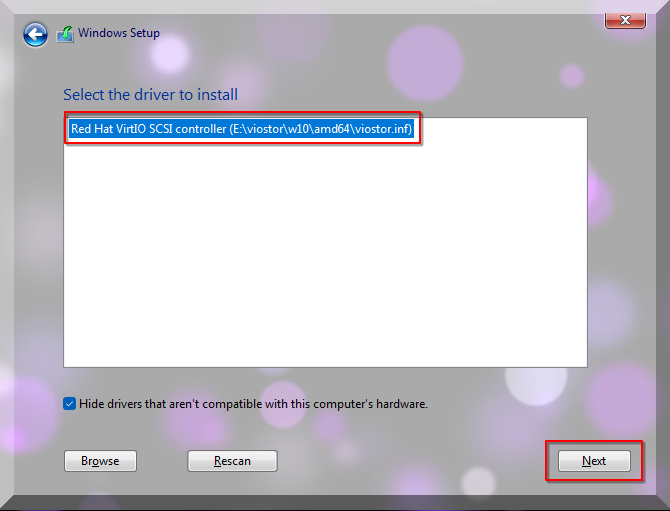 Windows Setup
Select the driver to install
Red Hat VirtIO SCSI controller (E:\viostor\w10\amd64\viostor.inf)
Hide drivers that aren't compatible with this computer's hardware.
Browse
Rescan
Next